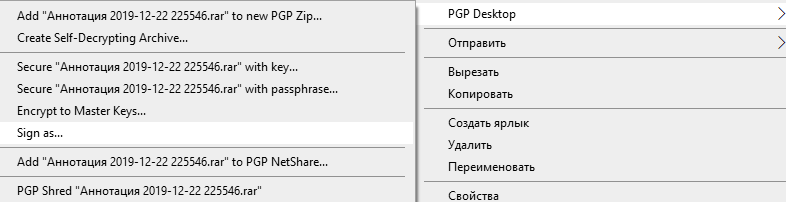 Add "Аннотация 2019-12-22 225546.rar" to new PGP Zip...
Create Self-Decrypting Archive...
Secure "Аннотация 2019-12-22 225546.rar" with key...
Secure "Аннотация 2019-12-22 225546.rar" with passphrase...
Encrypt to Master Keys...
Sign as...
Add "Аннотация 2019-12-22 225546.rar" to PGP NetShare...
PGP Shred "Аннотация 2019-12-22 225546.rar"
PGP Desktop
Отправить
Вырезать
Копировать
Создать ярлык
Удалить
Переименовать
Свойства